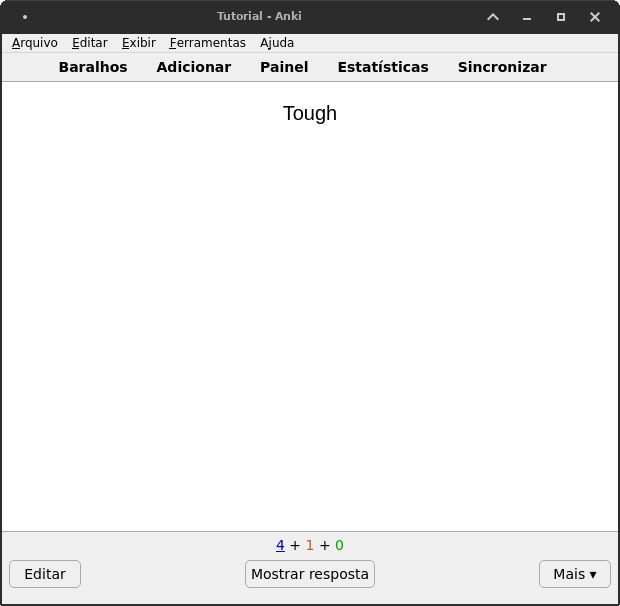 Tutorial - Anki
Arquivo Editar Exibir Ferramentas Ajuda
Baralhos Adicionar Painel Estatísticas Sincronizar
Tough
4 + 1 + 0
Editar Mostrar resposta Mais ▾